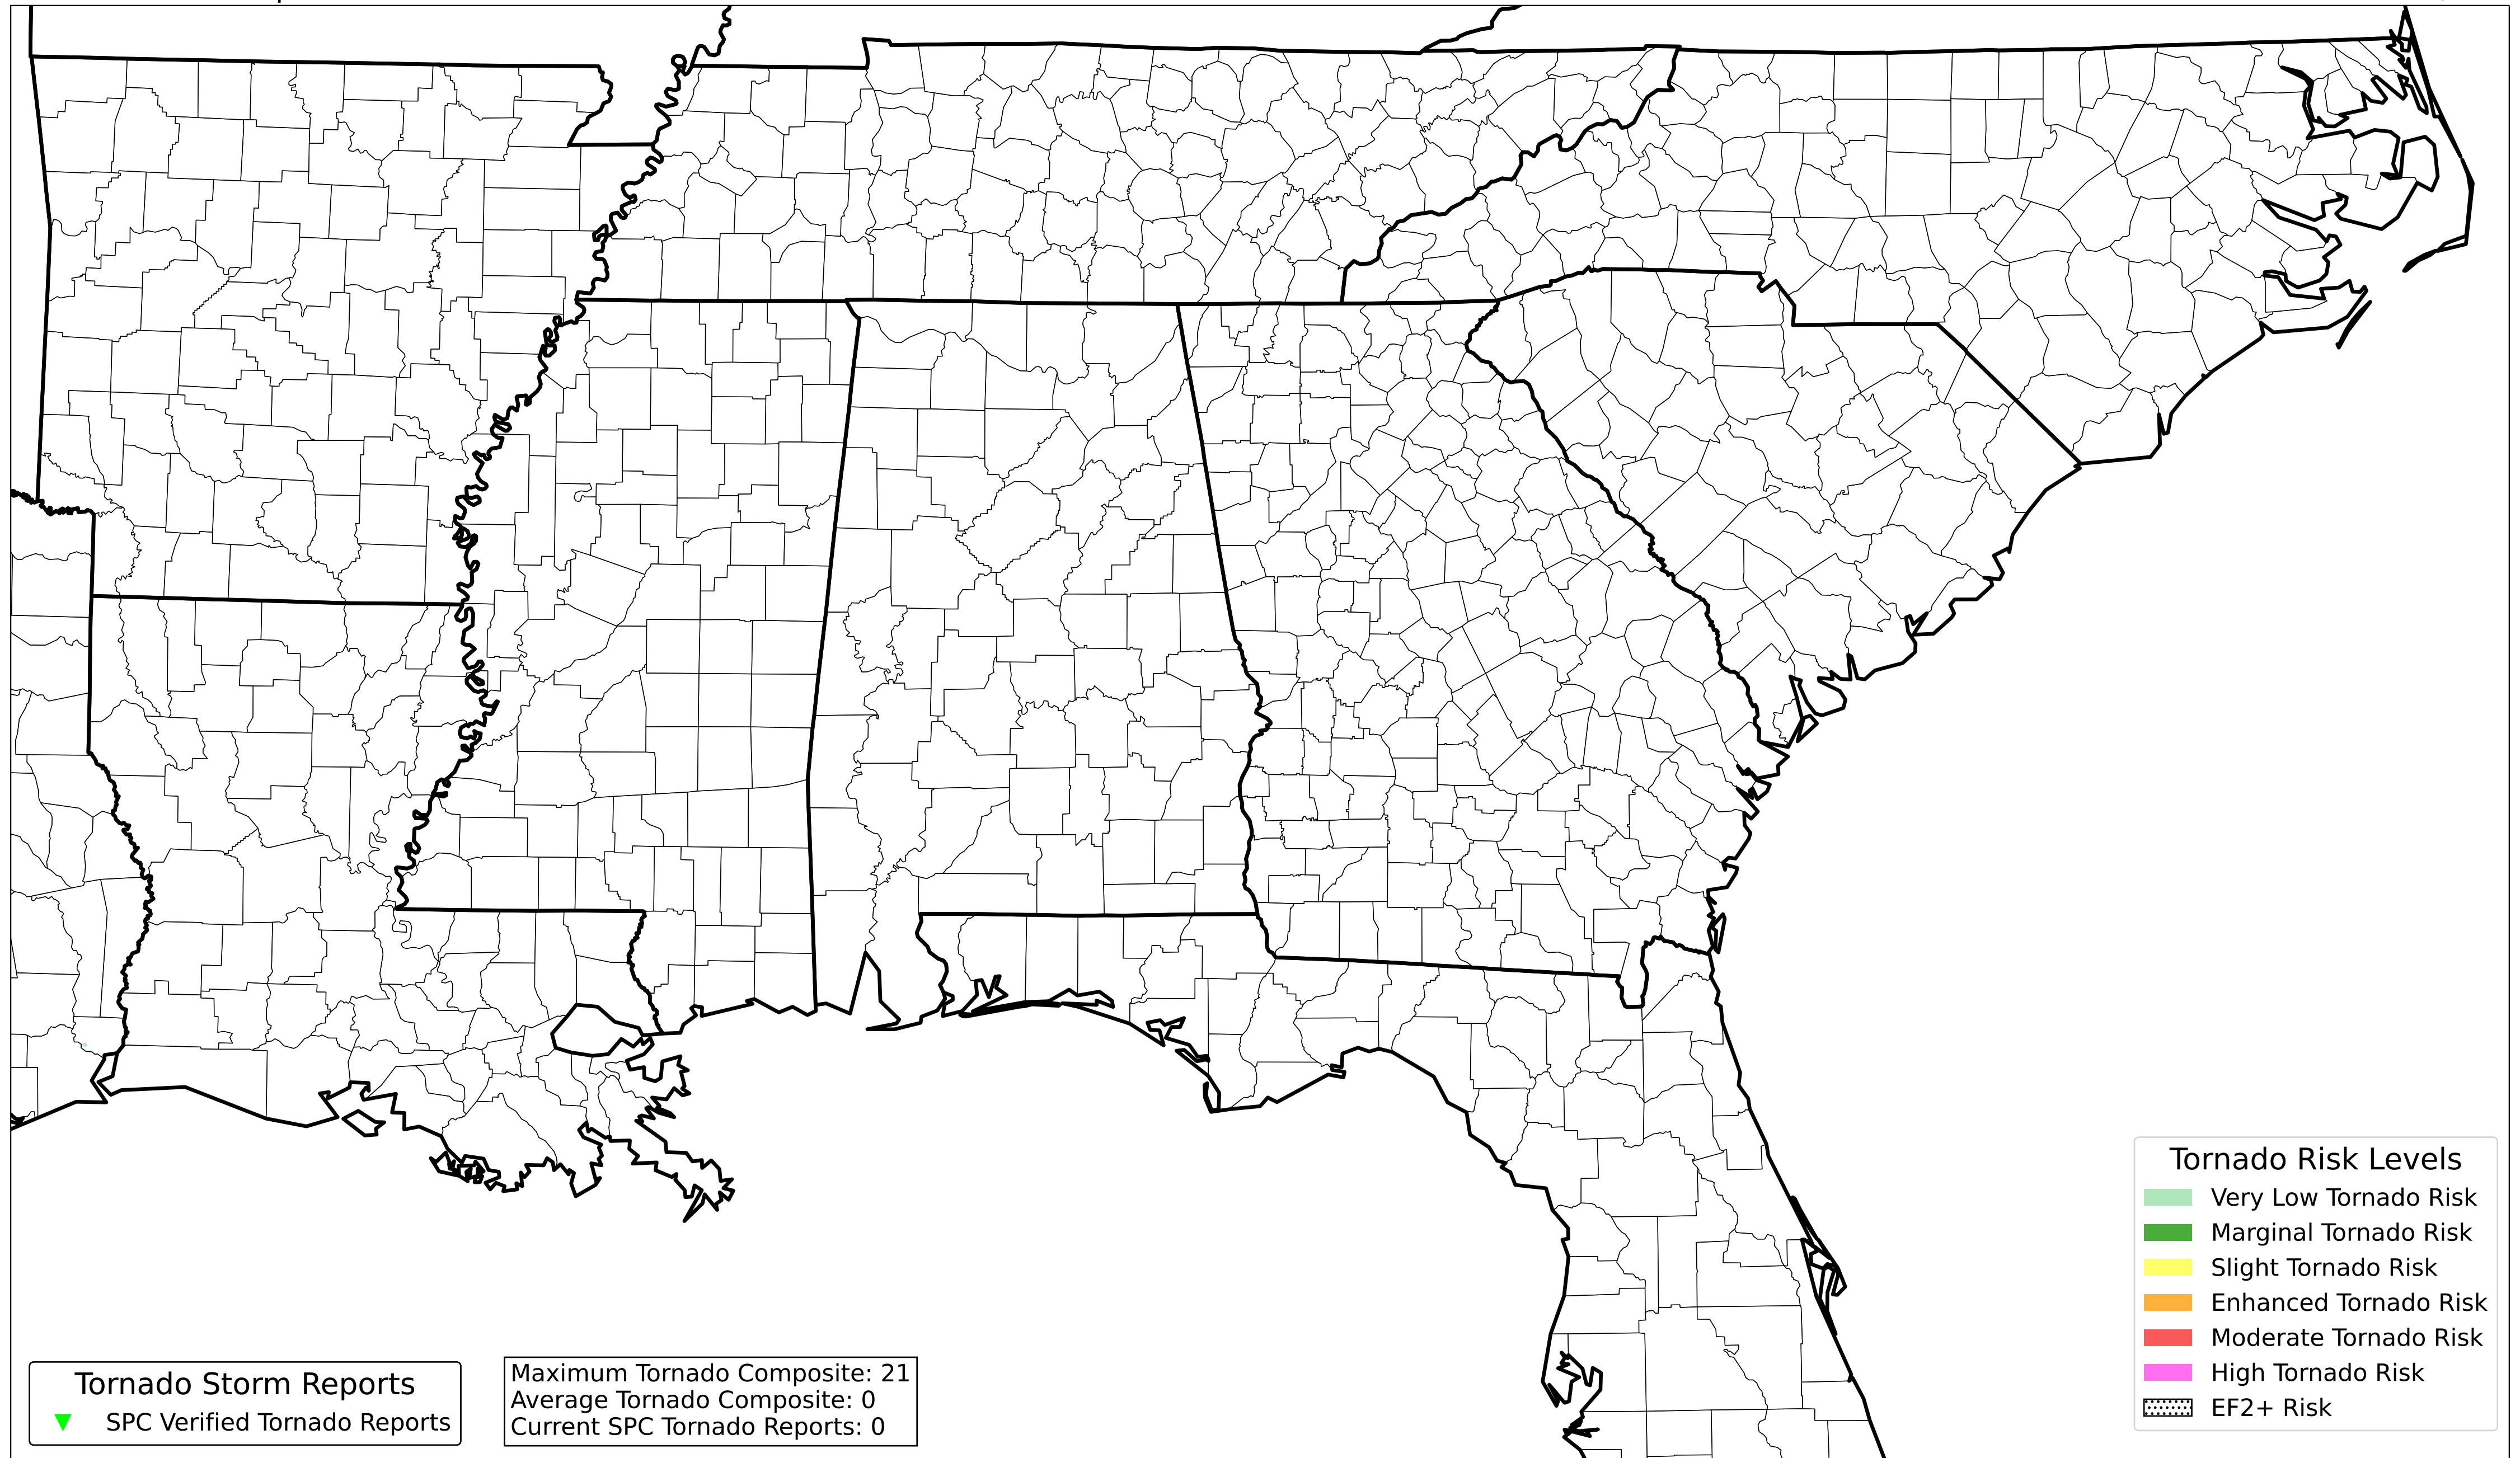 Tornado Risk Levels
Very Low Tornado Risk
Marginal Tornado Risk
Slight Tornado Risk
Enhanced Tornado Risk
Moderate Tornado Risk
High Tornado Risk
EF2+ Risk
Tornado Storm Reports
SPC Verified Tornado Reports
Maximum Tornado Composite: 21
Average Tornado Composite: 0
Current SPC Tornado Reports: 0